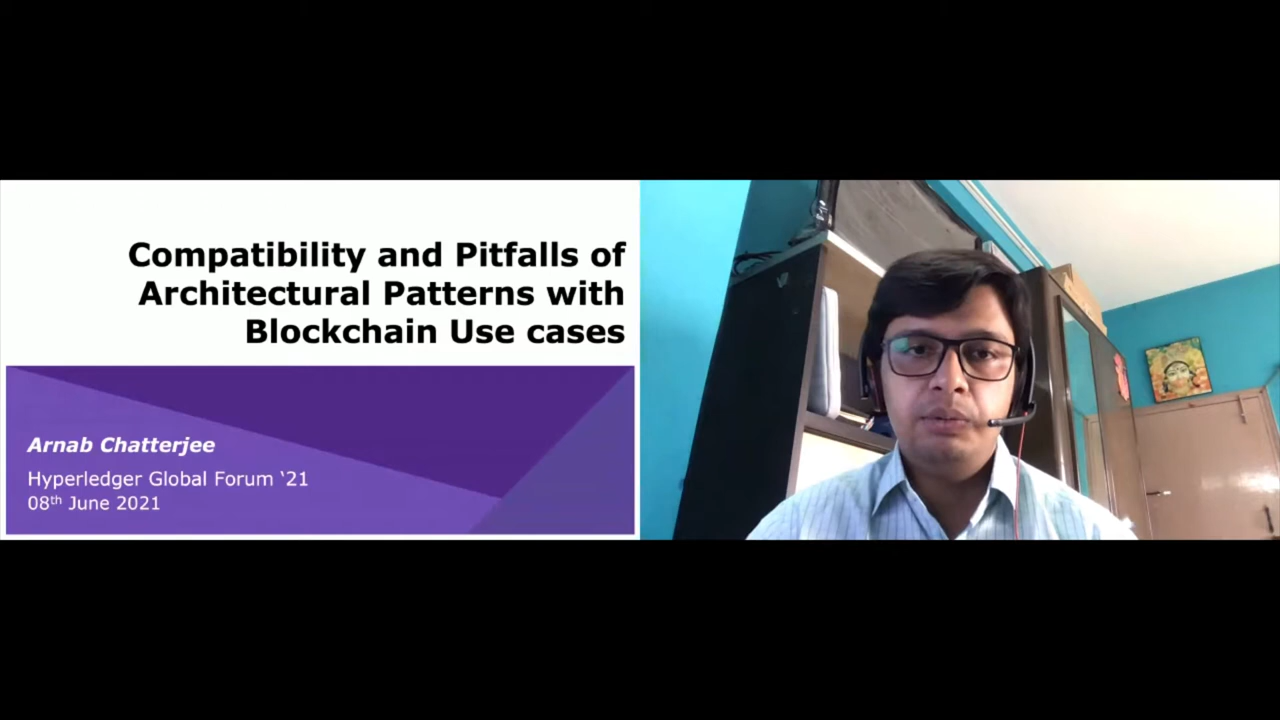 Compatibility and Pitfalls of
Architectural Patterns with
Blockchain Use cases
Arnab Chatterjee
Hyperledger Global Forum ‘21
08th June 2021